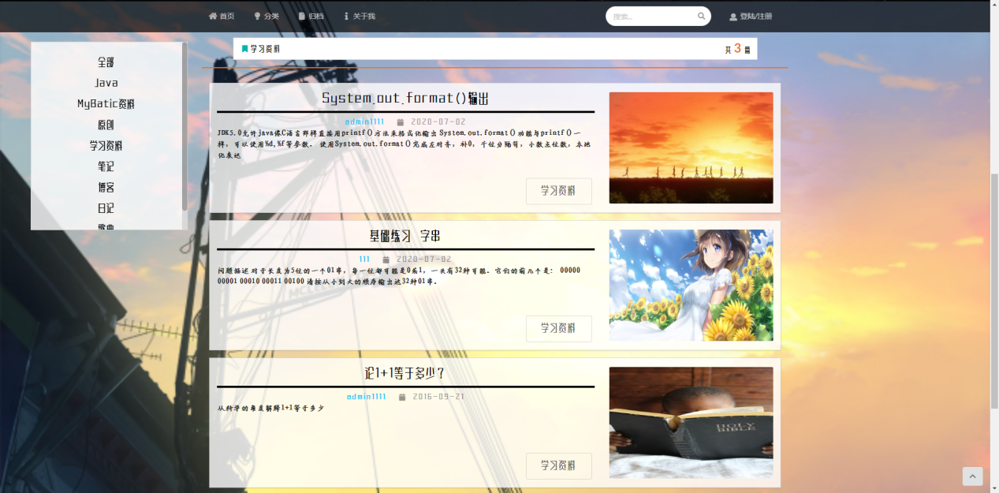 首页 分类 归档 关于我 搜索... 登陆/注册
学习资料 共 3 篇
全部
Java
MyBatic资料
原创
学习资料
笔记
博客
日记
歌曲
System.out.format()输出
admin1111 2020-07-02
JDK5.0允许java像C语言那样直接用printf()方法来格式化输出 System.out.format()功能与printf()一
样，可以使用%d,%f等参数。 使用System.out.format()完成左对齐，补0，千位分隔符，小数点位数，本地
化表达
学习资料
基础练习 字串
111 2020-07-02
问题描述 对于长度为5位的一个01串，每一位都可能是0或1，一共有32种可能。它们的前几个是： 00000
00001 00010 00011 00100 请按从小到大的顺序输出这32种01串。
学习资料
论1+1等于多少？
admin1111 2016-09-21
从科学的角度解释1+1等于多少
学习资料
HOLY
BIBLE